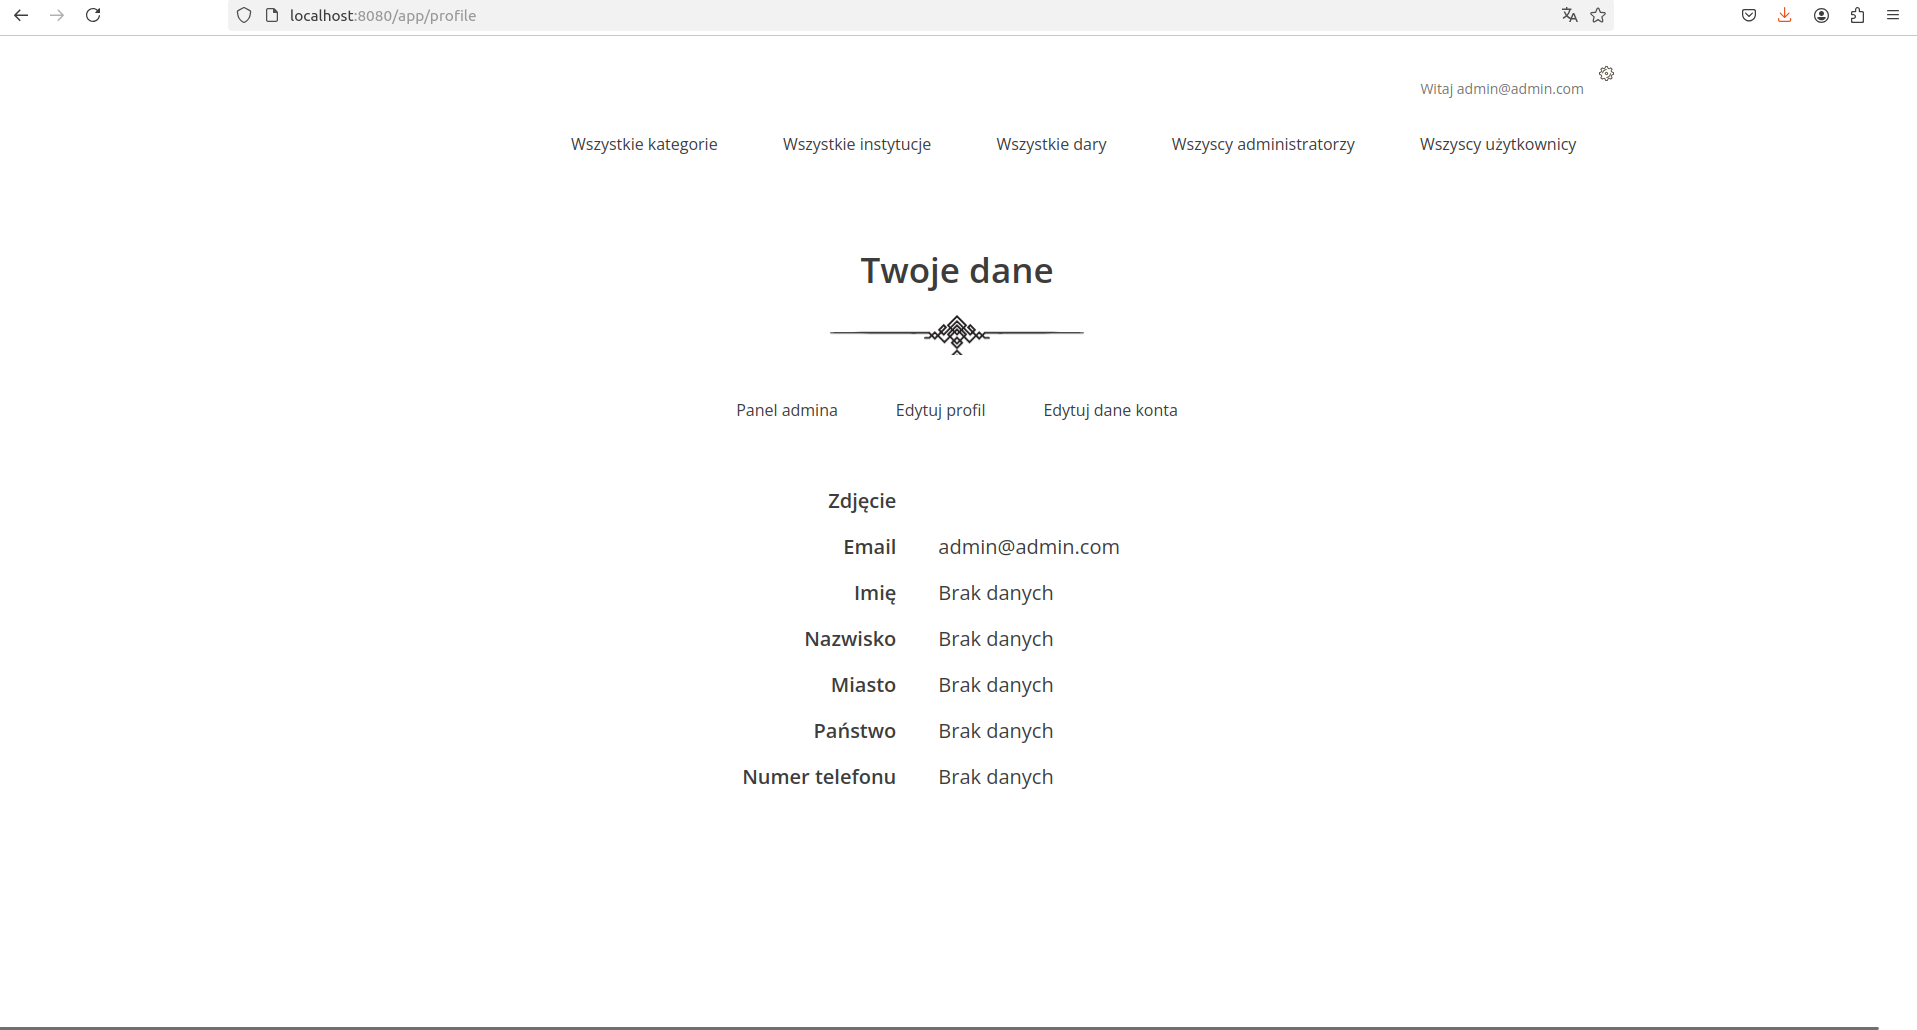 localhost:8080/app/profile
Witaj admin@admin.com
Wszystkie kategorie Wszystkie instytucje Wszystkie dary Wszyscy administratorzy Wszyscy użytkownicy
Twoje dane
Panel admina Edytuj profil Edytuj dane konta
Zdjęcie
Email admin@admin.com
Imię Brak danych
Nazwisko Brak danych
Miasto Brak danych
Państwo Brak danych
Numer telefonu Brak danych